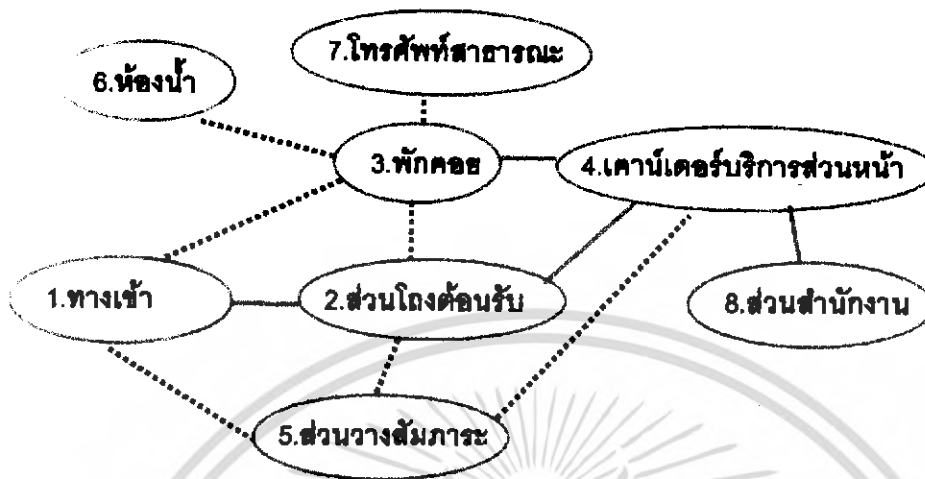 7.โทรศัพท์สาธารณะ
6.ห้องน้ำ
3.พักคอย
4.เคาน์เตอร์บริการส่วนหน้า
1.ทางเข้า
2.ส่วนโถงต้อนรับ
8.ส่วนสำนักงาน
5.ส่วนวางสัมภาระ